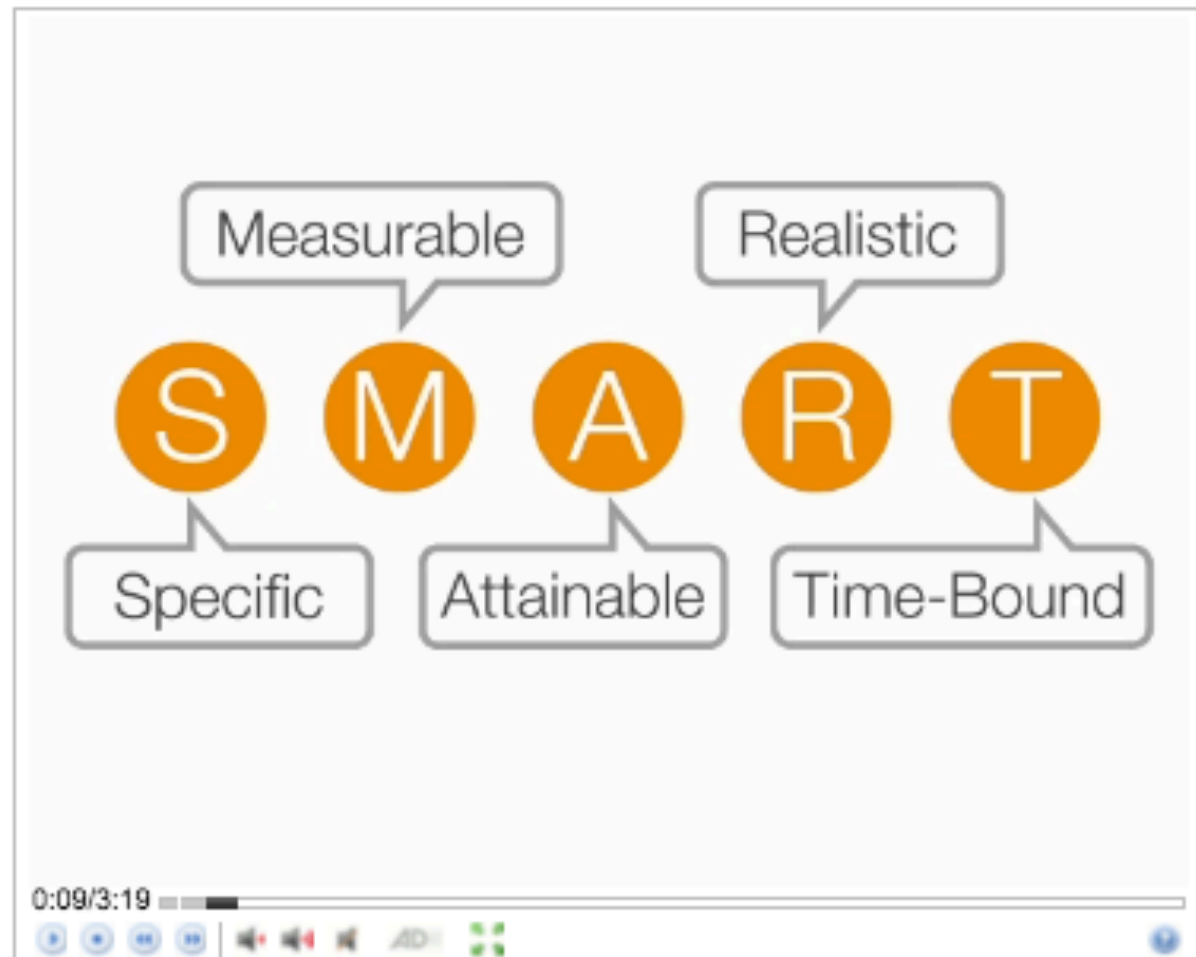 Measurable Realistic
S M A R T
Specific Attainable Time-Bound
0:09/3:19
AD